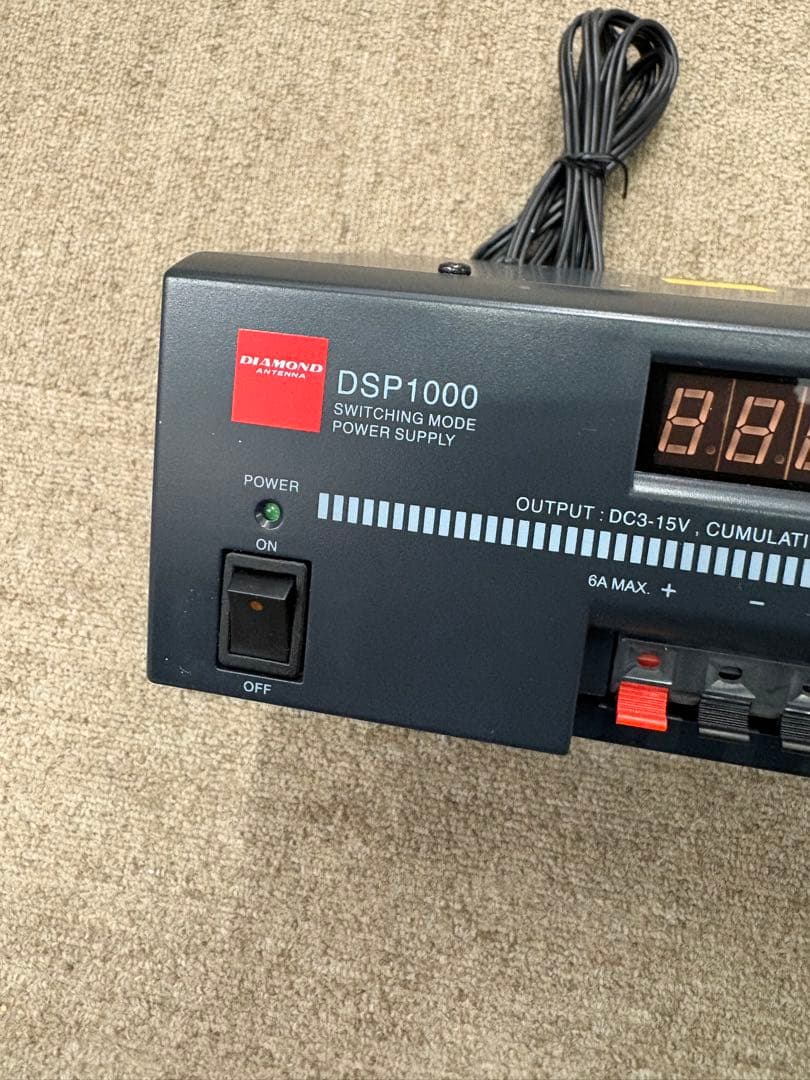 DIAMOND
ANTENNA
DSP1000
SWITCHING MODE
POWER SUPPLY
POWER
OUTPUT : DC3-15V , CUMULATI
ON
6A MAX. +
−
OFF